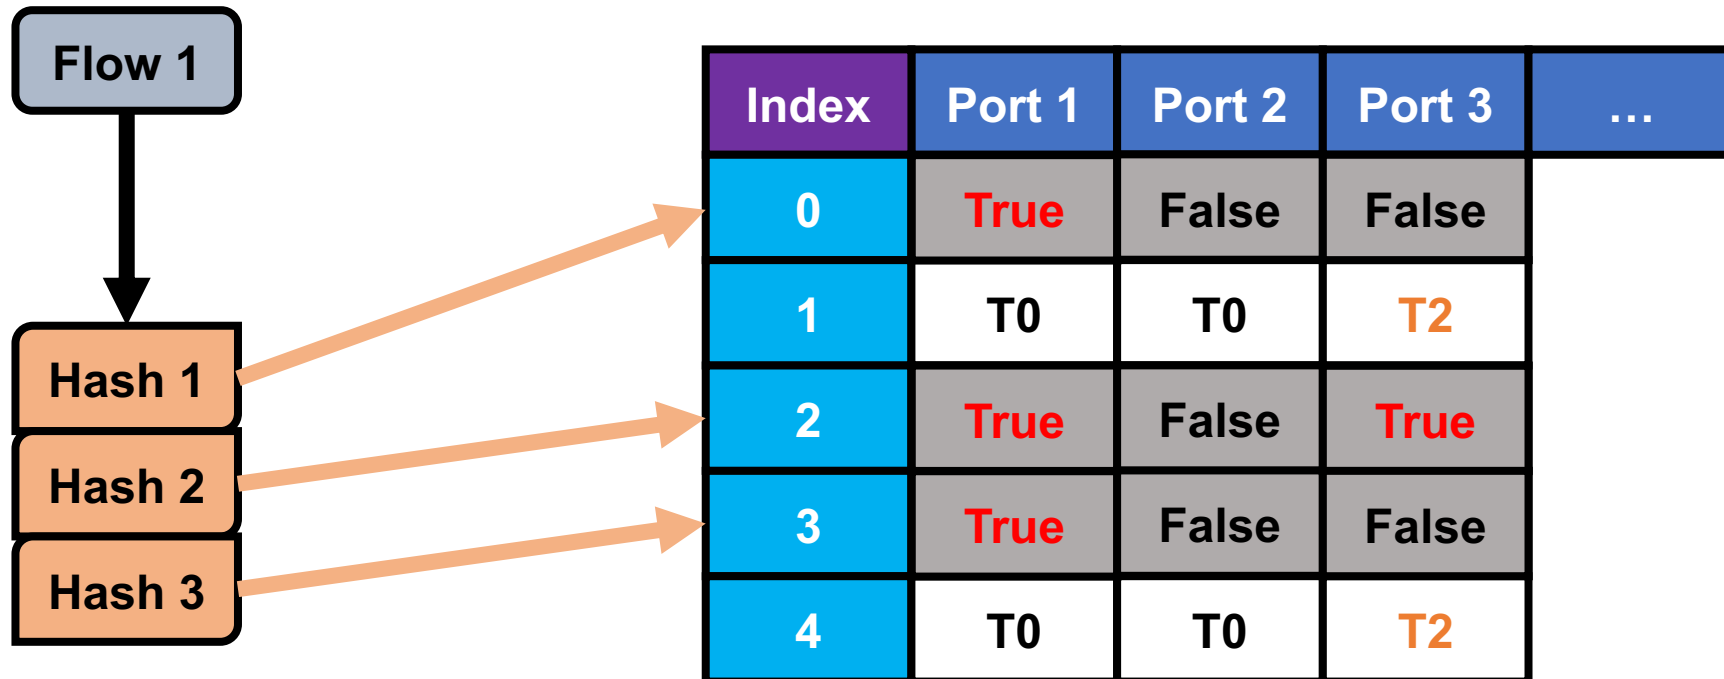 Flow 1
Hash 1
Hash 2
Hash 3
Index Port 1 Port 2 Port 3 ...
0 True False False
1 T0 T0 T2
2 True False True
3 True False False
4 T0 T0 T2